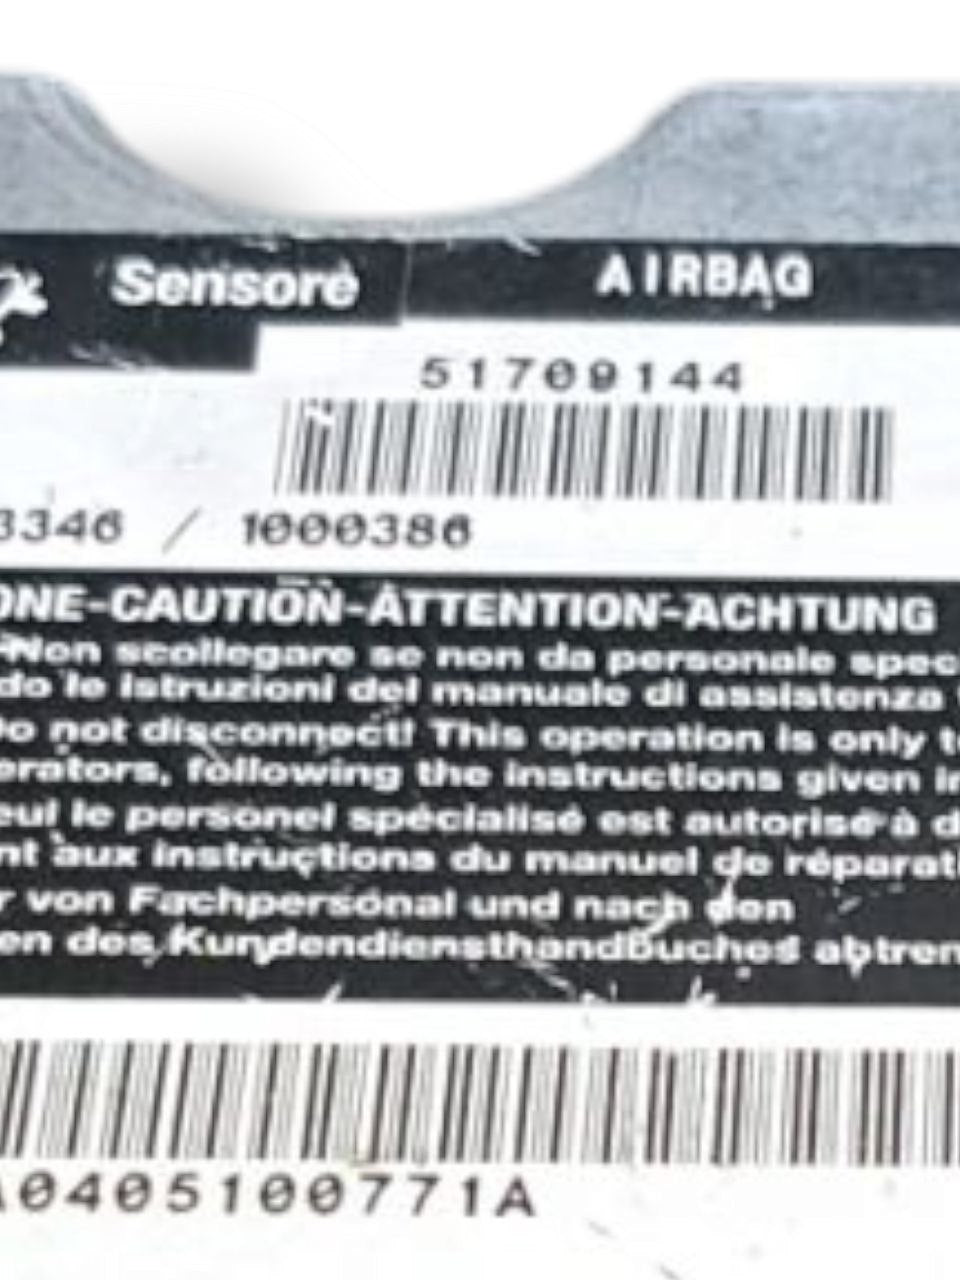 Sensore AIRBAG
51709144
3346 / 1000386
ONE-CAUTION-ATTENTION-ACHTUNG
-Non scollegare se non da personale spec
do le istruzioni del manuale di assistenza
Do not disconnect! This operation is only t
erators, following the instructions given i
eul le personel spécialisé est autorisé à d
nt aux instructions du manuel de réparati
r von Fachpersonal und nach den
en des Kundendiensthandbuches abtren
A0405100771A